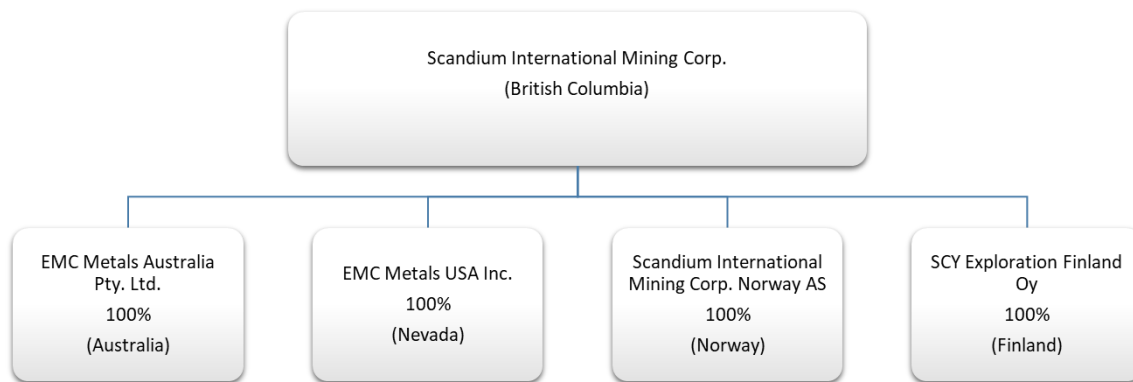 Scandium International Mining Corp.
(British Columbia)
EMC Metals Australia
Pty. Ltd.
100%
(Australia)
EMC Metals USA Inc.
100%
(Nevada)
Scandium International
Mining Corp. Norway AS
100%
(Norway)
SCY Exploration Finland
Oy
100%
(Finland)